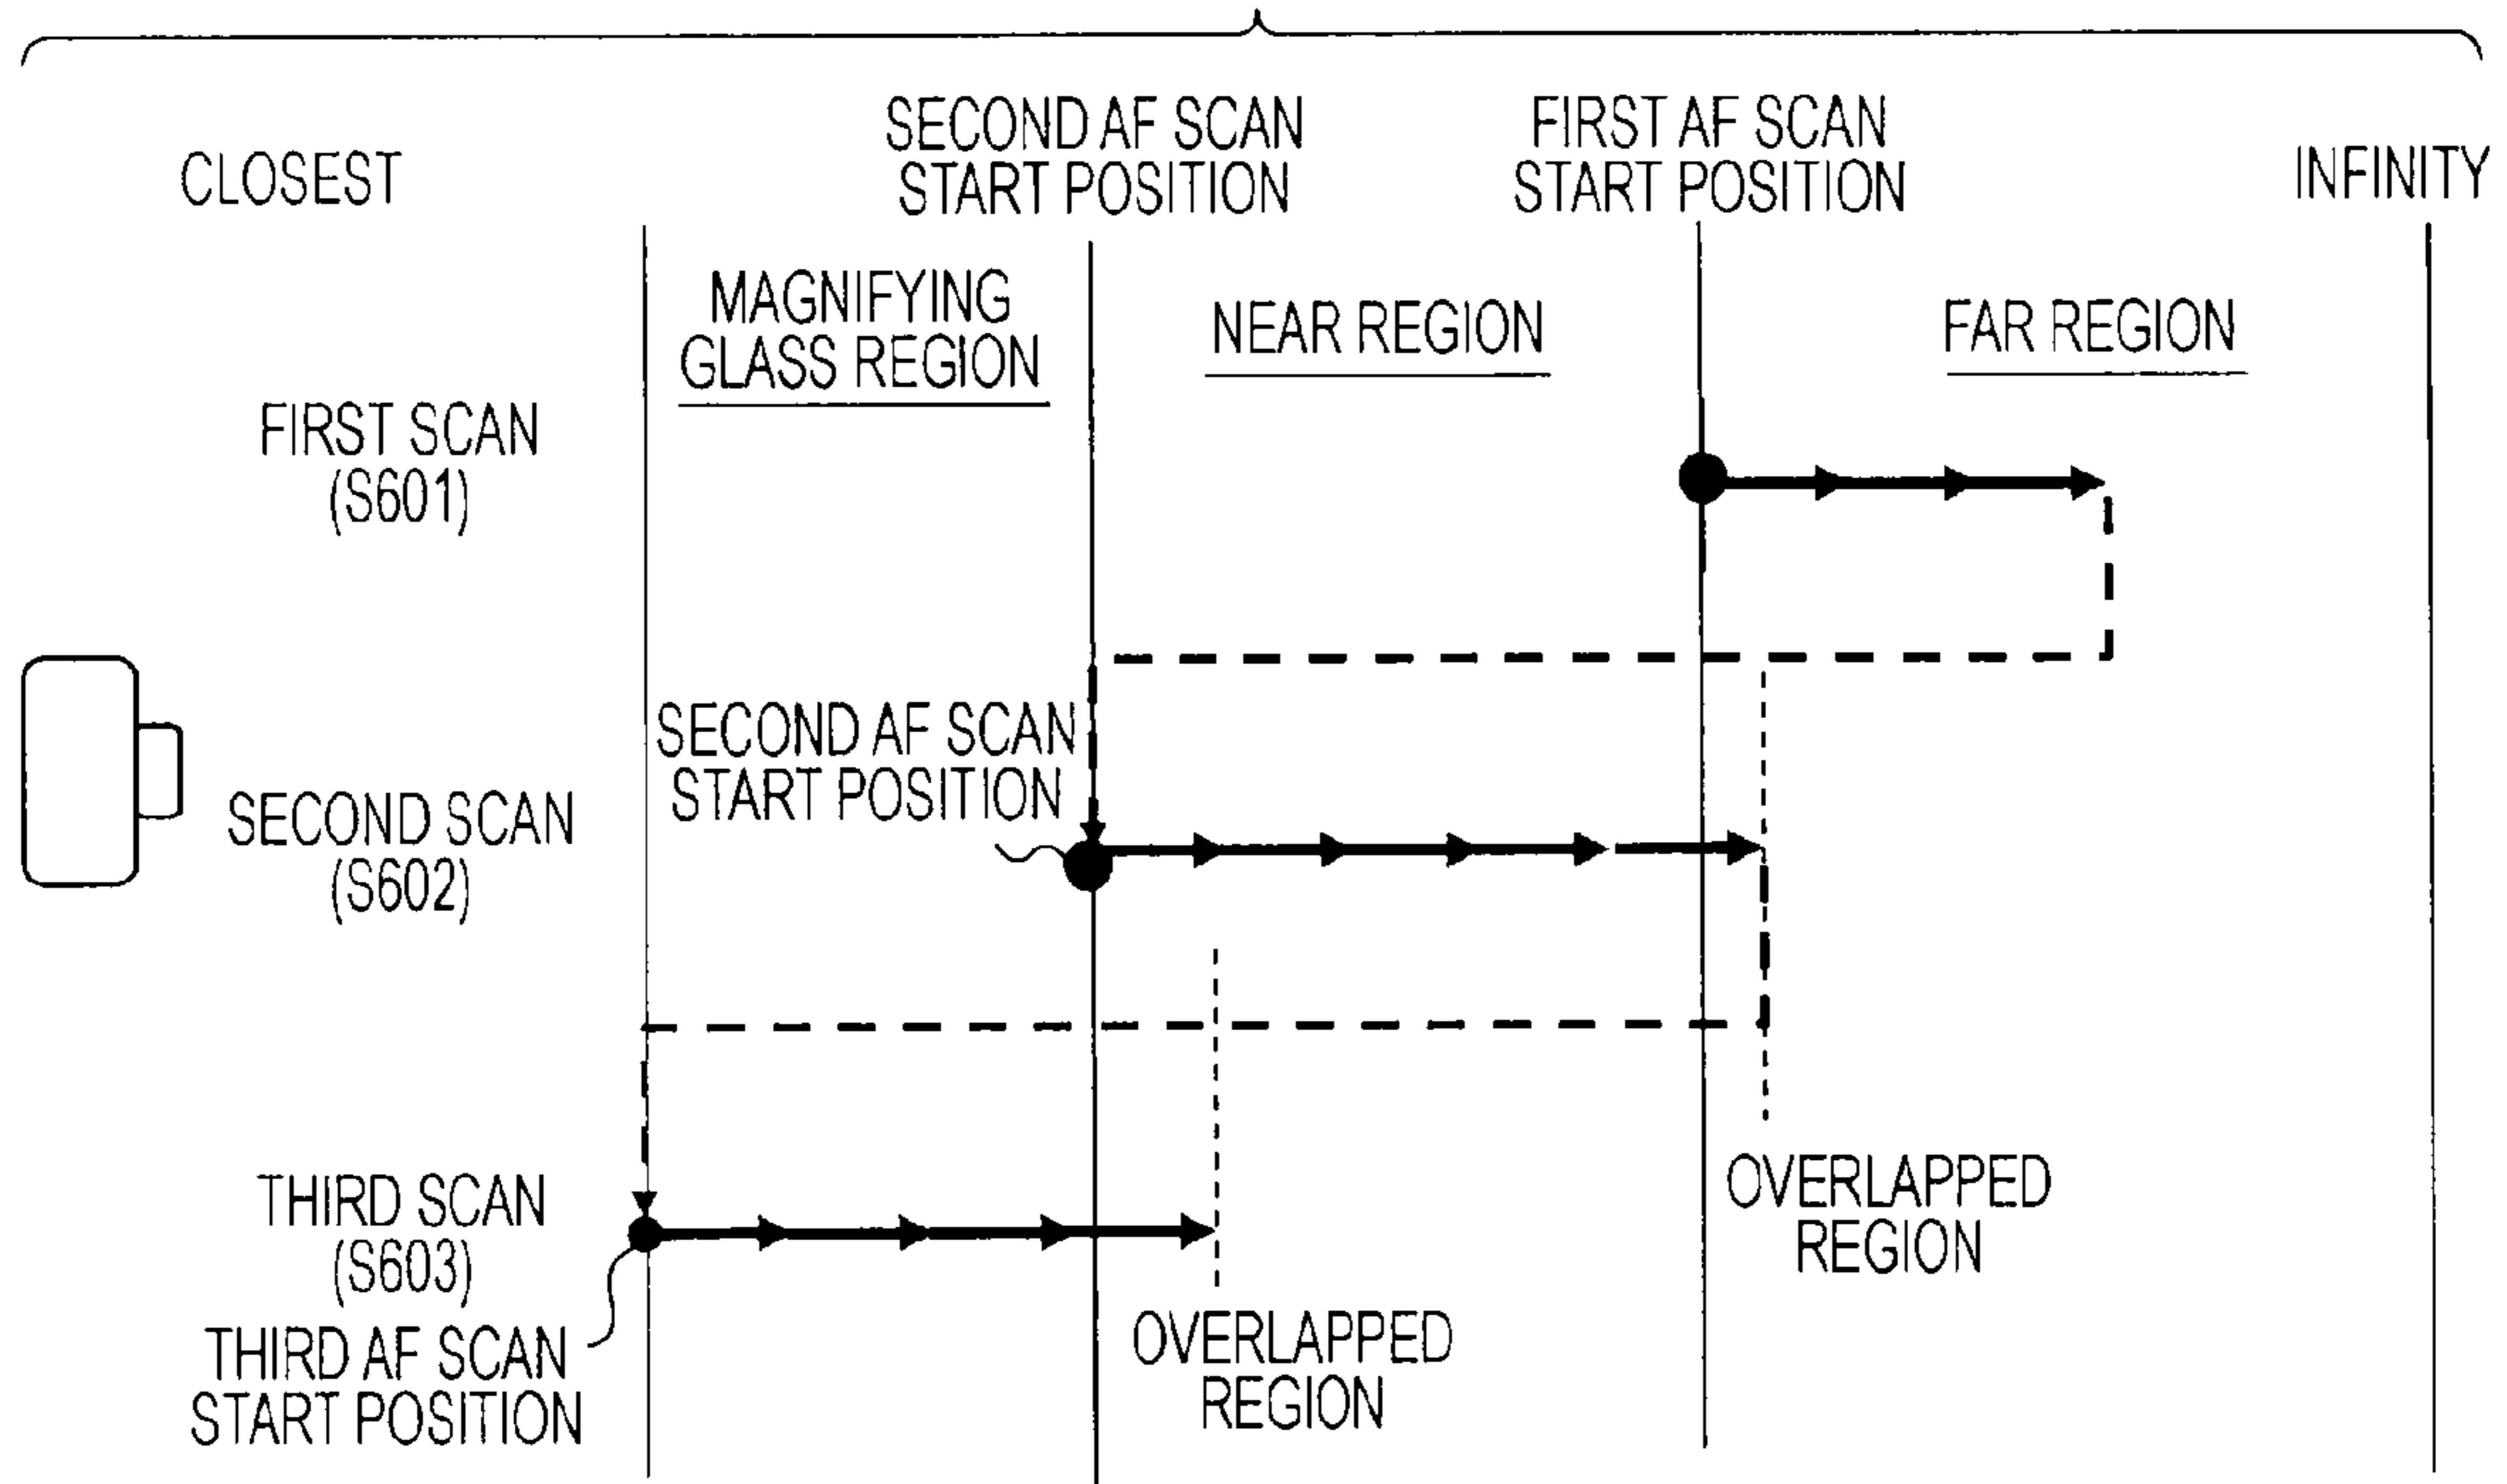 CLOSEST
SECOND AF SCAN
START POSITION
FIRST AF SCAN
START POSITION
INFINITY
MAGNIFYING
GLASS REGION
NEAR REGION
FAR REGION
FIRST SCAN
(S601)
SECOND AF SCAN
START POSITION
SECOND SCAN
(S602)
THIRD SCAN
(S603)
THIRD AF SCAN
START POSITION
OVERLAPPED
REGION
OVERLAPPED
REGION